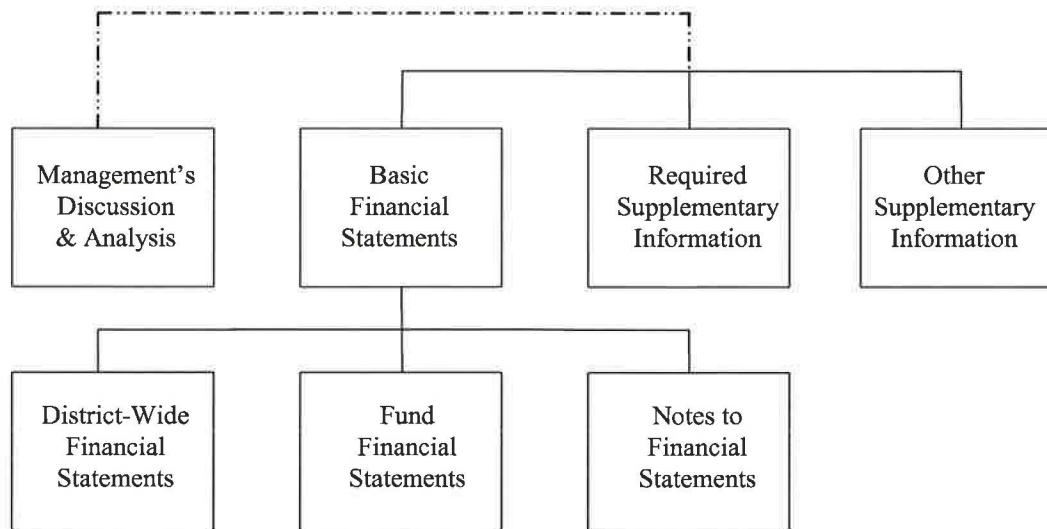 Management's
Discussion
& Analysis
Basic
Financial
Statements
Required
Supplementary
Information
Other
Supplementary
Information
District-Wide
Financial
Statements
Fund
Financial
Statements
Notes to
Financial
Statements